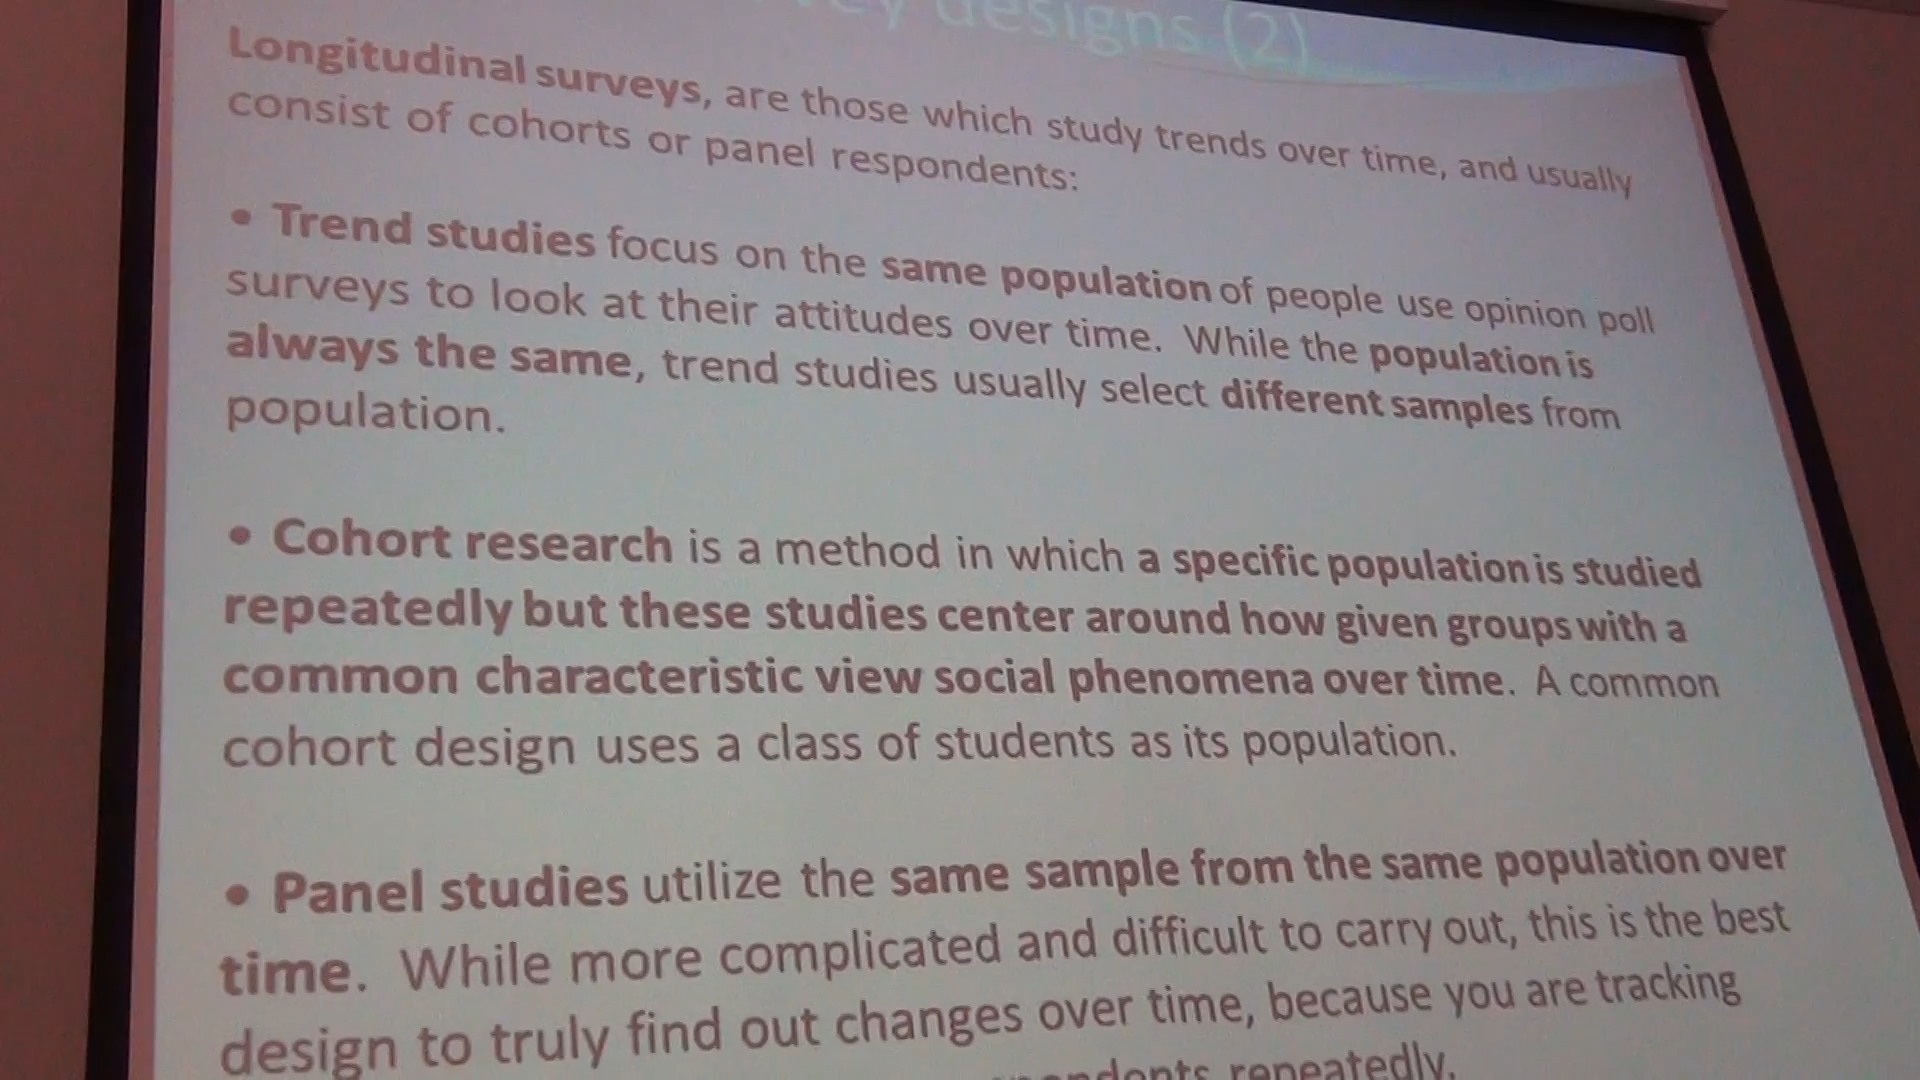 designs (2)
Longitudinal surveys, are those which study trends over time, and usually
consist of cohorts or panel respondents:
• Trend studies focus on the same population of people use opinion poll
surveys to look at their attitudes over time. While the population is
always the same, trend studies usually select different samples from
population.
• Cohort research is a method in which a specific population is studied
repeatedly but these studies center around how given groups with a
common characteristic view social phenomena over time. A common
cohort design uses a class of students as its population.
• Panel studies utilize the same sample from the same population over
time. While more complicated and difficult to carry out, this is the best
design to truly find out changes over time, because you are tracking
repeatedly.